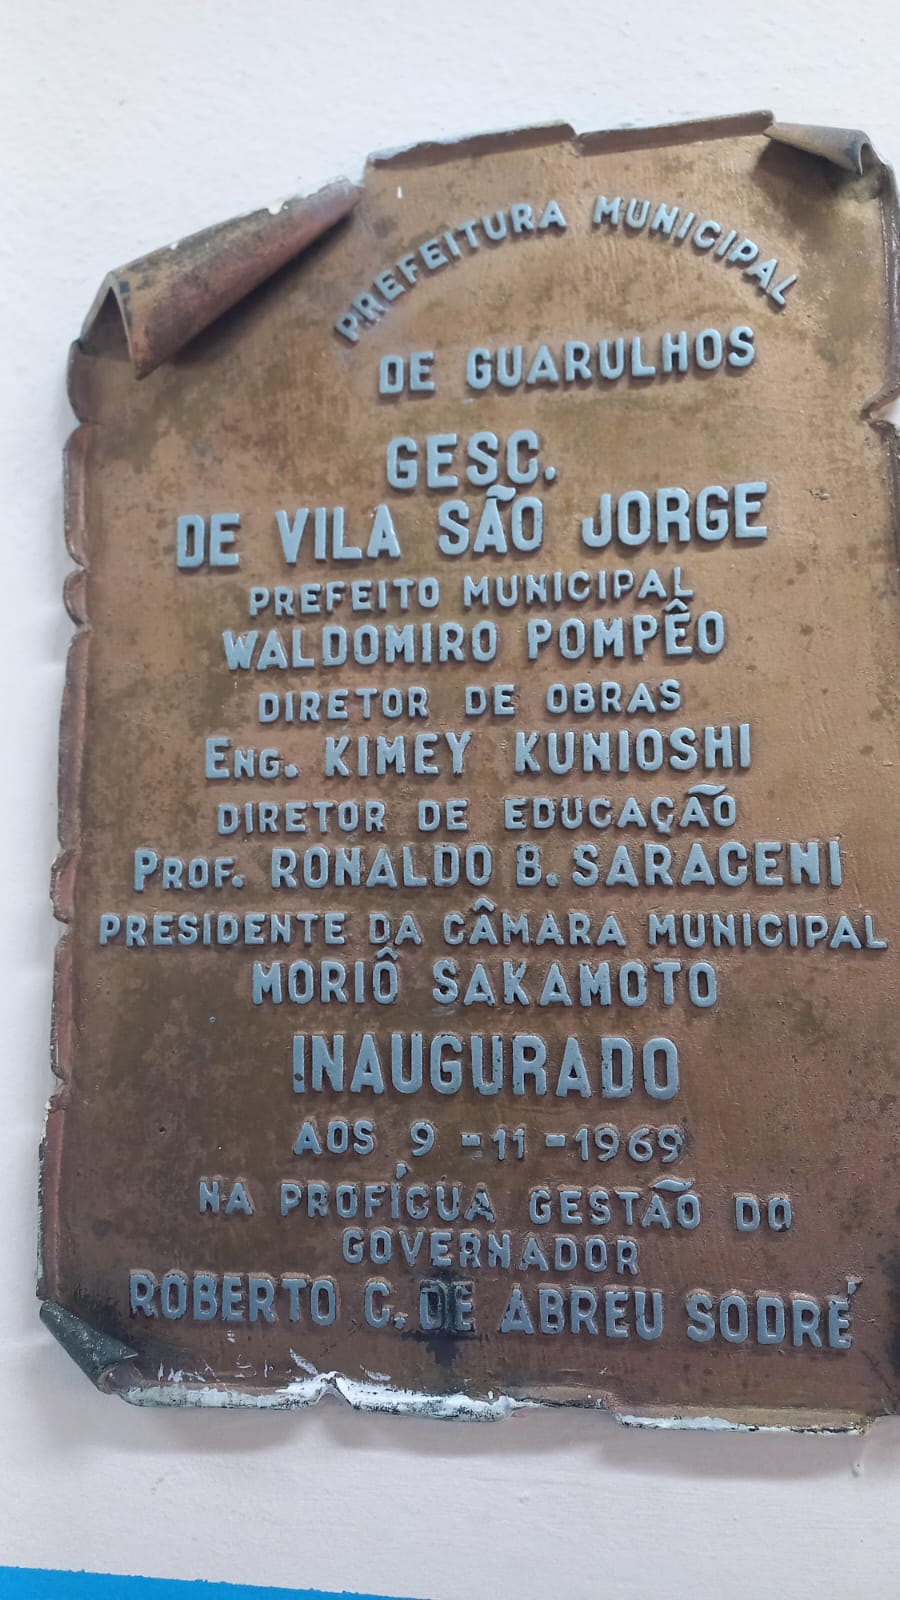 PREFEITURA MUNICIPAL
DE GUARULHOS
GESC.
DE VILA SÃO JORGE
PREFEITO MUNICIPAL
WALDOMIRO POMPÊO
DIRETOR DE OBRAS
ENG. KIMEY KUNIOSHI
DIRETOR DE EDUCAÇÃO
PROF. RONALDO B. SARACENI
PRESIDENTE DA CÂMARA MUNICIPAL
MORIÔ SAKAMOTO
INAUGURADO
AOS 9-11-1969
NA PROFÍCUA GESTÃO DO
GOVERNADOR
ROBERTO C. DE ABREU SODRÉ